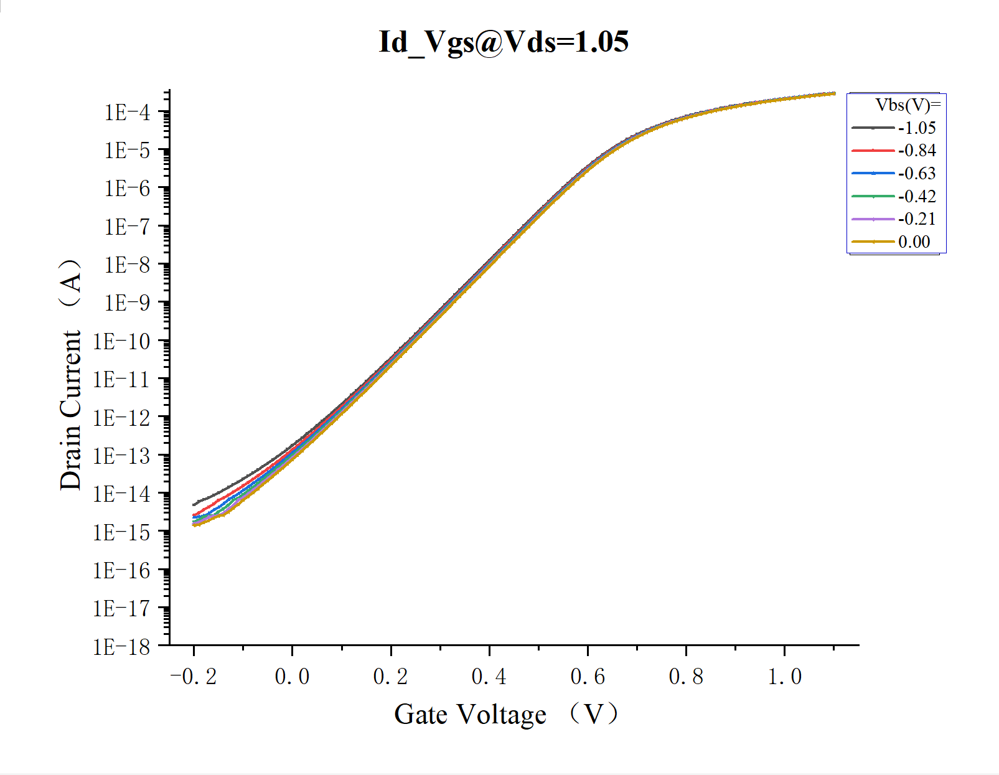 Id_Vgs@Vds=1.05
Vbs(V)=
-1.05
-0.84
-0.63
-0.42
-0.21
0.00
Drain Current （A）
1E-4
1E-5
1E-6
1E-7
1E-8
1E-9
1E-10
1E-11
1E-12
1E-13
1E-14
1E-15
1E-16
1E-17
1E-18
-0.2 0.0 0.2 0.4 0.6 0.8 1.0
Gate Voltage （V）